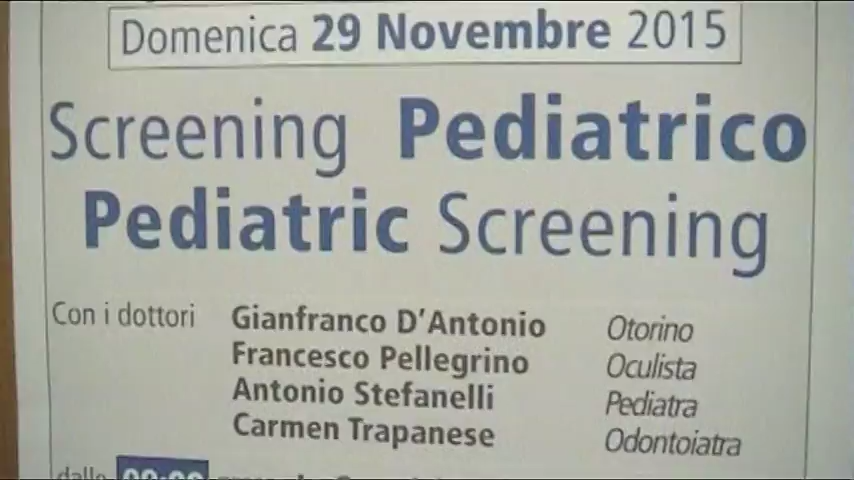 Domenica 29 Novembre 2015
Screening Pediatrico
Pediatric Screening
Con i dottori Gianfranco D'Antonio Otorino
Francesco Pellegrino Oculista
Antonio Stefanelli Pediatra
Carmen Trapanese Odontoiatra
dalle